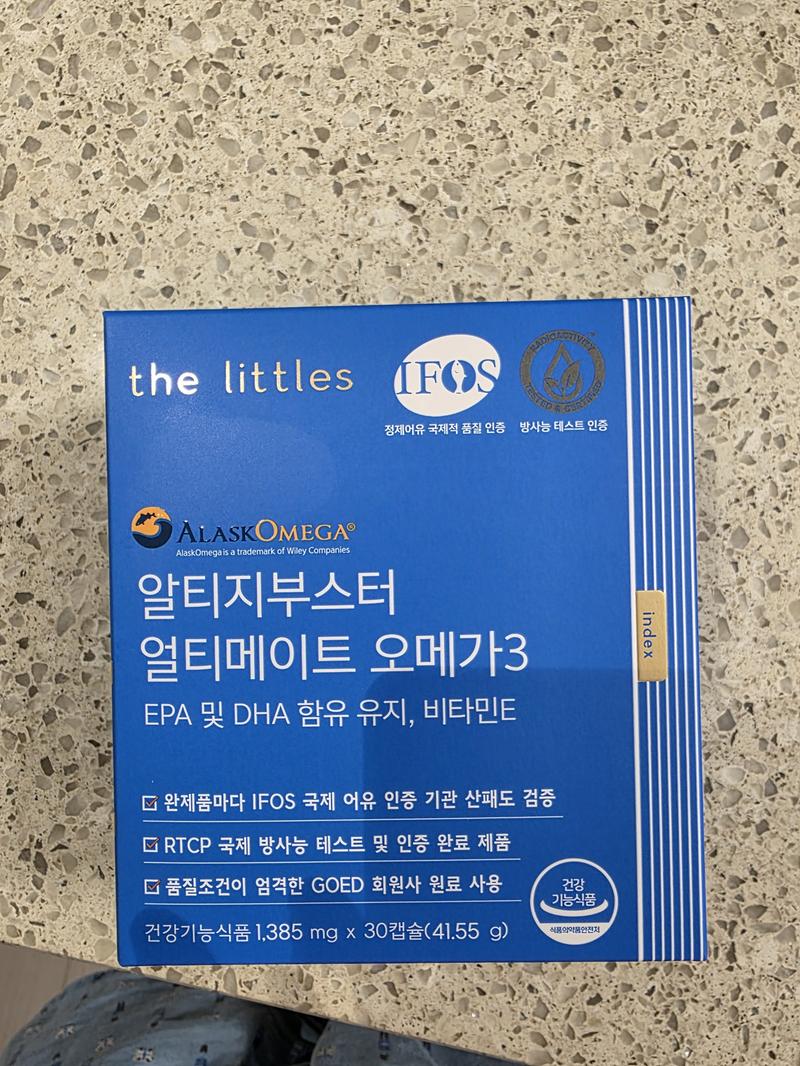 the littles
IFOS
정제어유 국제적 품질 인증
RADIOACTIVITY
TESTED & CERTIFIED
방사능 테스트 인증
ALASKOMEGA®
AlaskOmega is a trademark of Wiley Companies
알티지부스터
얼티메이트 오메가3
EPA 및 DHA 함유 유지, 비타민E
index
완제품마다 IFOS 국제 어유 인증 기관 산패도 검증
RTCP 국제 방사능 테스트 및 인증 완료 제품
품질조건이 엄격한 GOED 회원사 원료 사용
건강기능식품 1,385 mg x 30캡슐(41.55 g)
건강
기능식품
식품의약품안전처